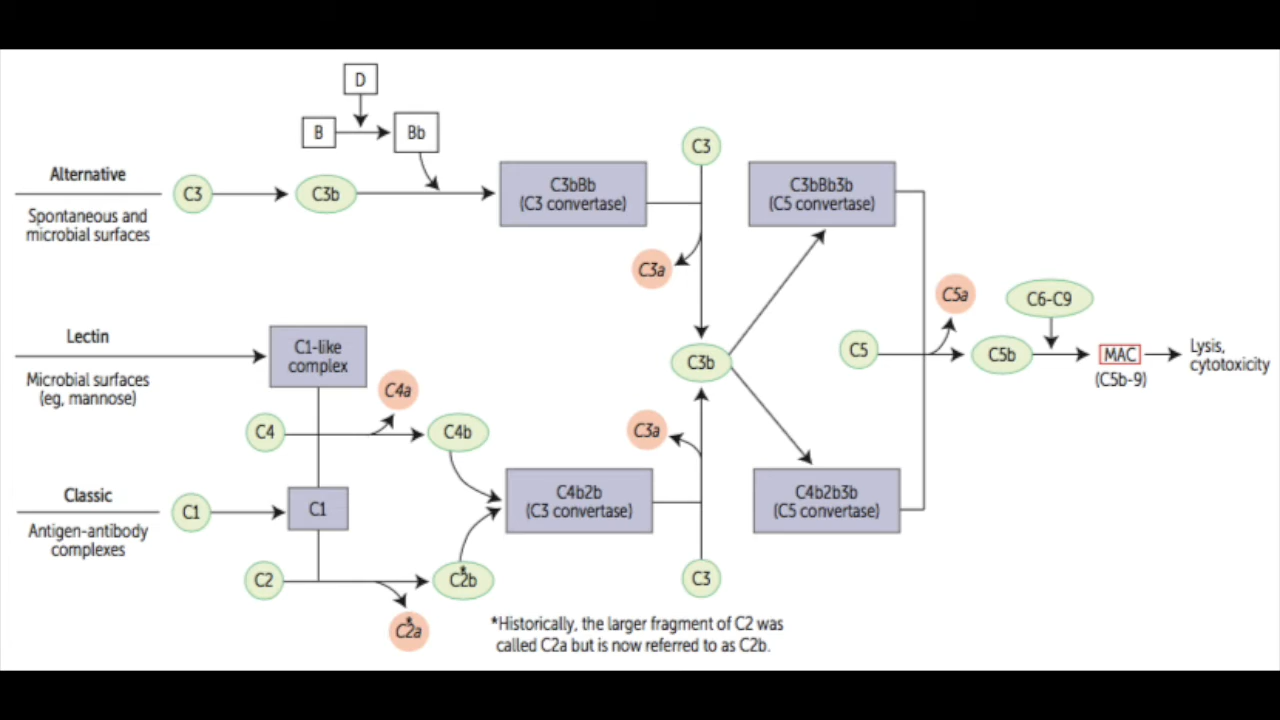 D
B
Bb
Alternative
Spontaneous and
microbial surfaces
C3
C3b
C3bBb
(C3 convertase)
C3
C3a
C3bBb3b
(C5 convertase)
Lectin
Microbial surfaces
(eg, mannose)
C1-like
complex
C4
C4a
C4b
C3b
C3a
C5
C5a
C5b
C6-C9
MAC
(C5b-9)
Lysis,
cytotoxicity
Classic
Antigen-antibody
complexes
C1
C1
C2
C2b
*
C2a
*
C4b2b
(C3 convertase)
C3
C4b2b3b
(C5 convertase)
*Historically, the larger fragment of C2 was
called C2a but is now referred to as C2b.